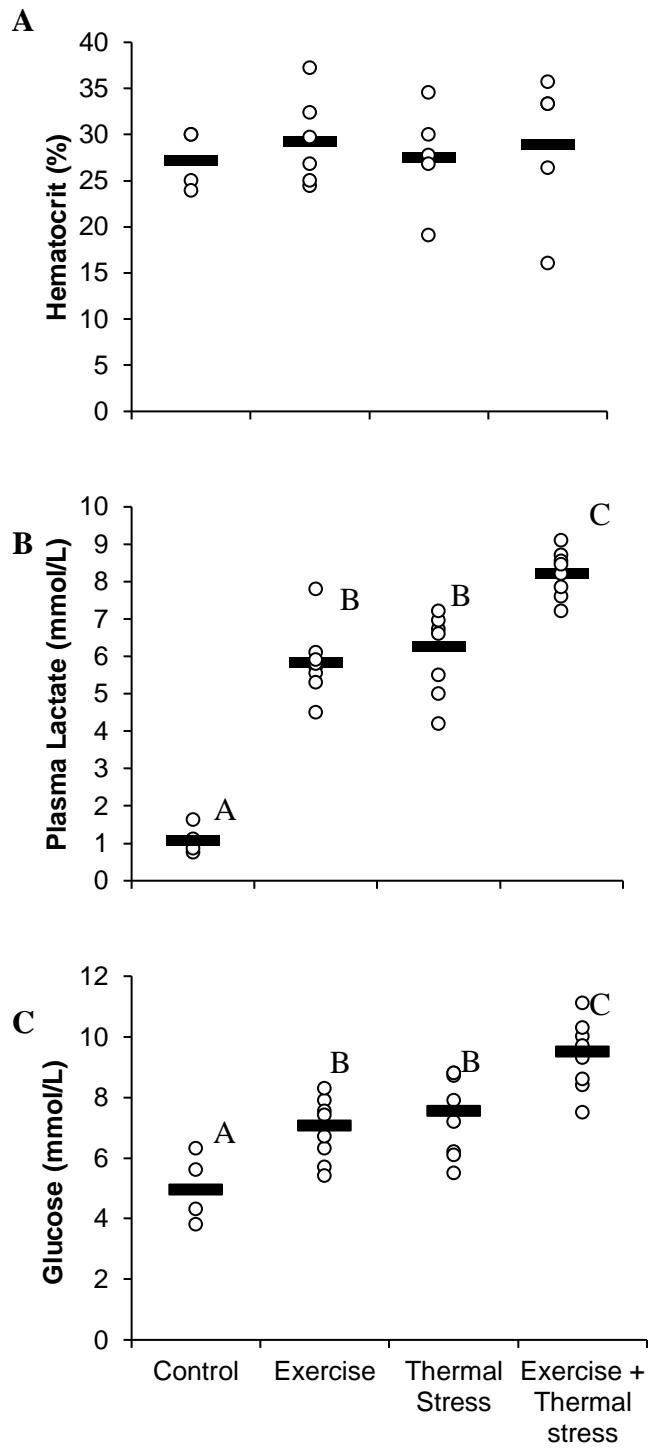 A
Hematocrit (%)
40
35
30
25
20
15
10
5
0
B
Plasma Lactate (mmol/L)
10
9
8
7
6
5
4
3
2
1
0
A
B
B
C
C
Glucose (mmol/L)
12
10
8
6
4
2
0
A
B
B
C
Control
Exercise
Thermal
Stress
Exercise +
Thermal
stress